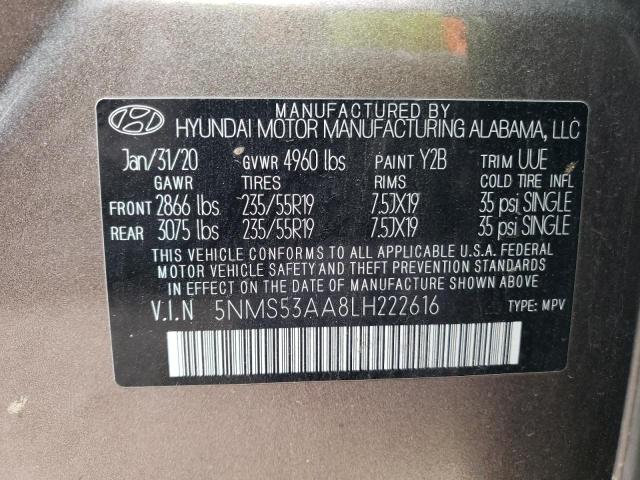 MANUFACTURED BY
HYUNDAI MOTOR MANUFACTURING ALABAMA, LLC
Jan/31/20 GVWR 4960 lbs PAINT Y2B TRIM UUE
GAWR TIRES RIMS COLD TIRE INFL
FRONT 2866 lbs 235/55R19 7.5JX19 35 psi SINGLE
REAR 3075 lbs 235/55R19 7.5JX19 35 psi SINGLE
THIS VEHICLE CONFORMS TO ALL APPLICABLE U.S.A. FEDERAL
MOTOR VEHICLE SAFETY AND THEFT PREVENTION STANDARDS
IN EFFECT ON THE DATE OF MANUFACTURE SHOWN ABOVE.
V.I.N 5NMS53AA8LH222616 TYPE: MPV